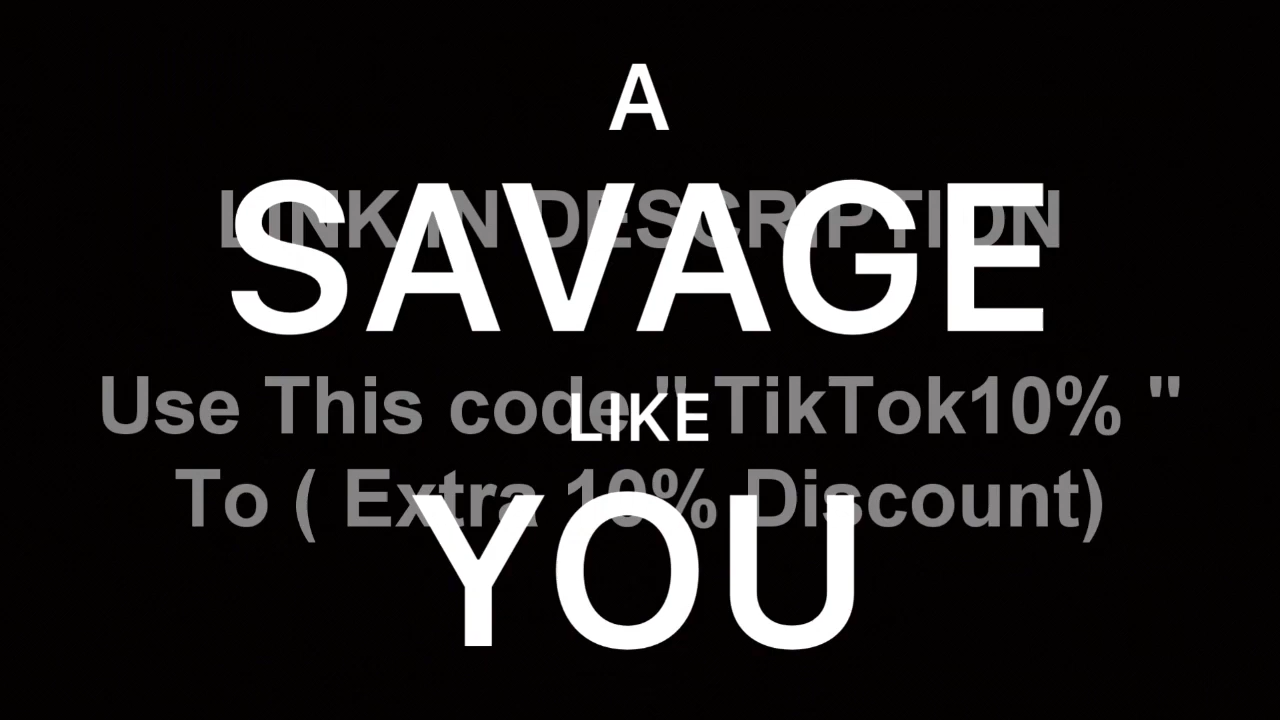 A
LINK IN DESCRIPTION
SAVAGE
Use This code " TikTok10% "
LIKE
To ( Extra 10% Discount)
YOU